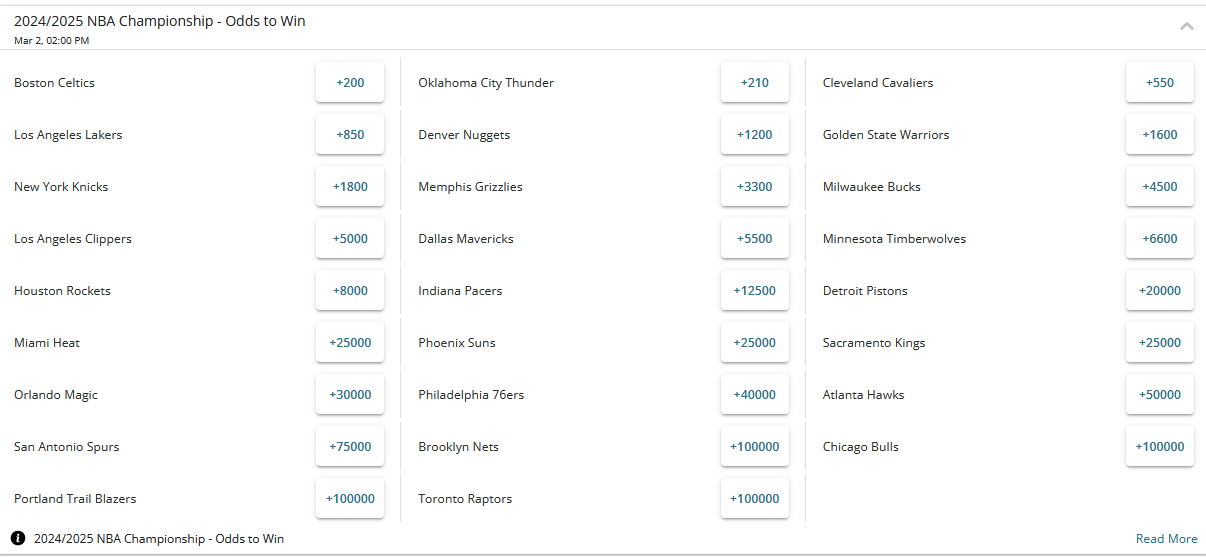 2024/2025 NBA Championship - Odds to Win
Mar 2, 02:00 PM
Boston Celtics +200 Oklahoma City Thunder +210 Cleveland Cavaliers +550
Los Angeles Lakers +850 Denver Nuggets +1200 Golden State Warriors +1600
New York Knicks +1800 Memphis Grizzlies +3300 Milwaukee Bucks +4500
Los Angeles Clippers +5000 Dallas Mavericks +5500 Minnesota Timberwolves +6600
Houston Rockets +8000 Indiana Pacers +12500 Detroit Pistons +20000
Miami Heat +25000 Phoenix Suns +25000 Sacramento Kings +25000
Orlando Magic +30000 Philadelphia 76ers +40000 Atlanta Hawks +50000
San Antonio Spurs +75000 Brooklyn Nets +100000 Chicago Bulls +100000
Portland Trail Blazers +100000 Toronto Raptors +100000
2024/2025 NBA Championship - Odds to Win Read More